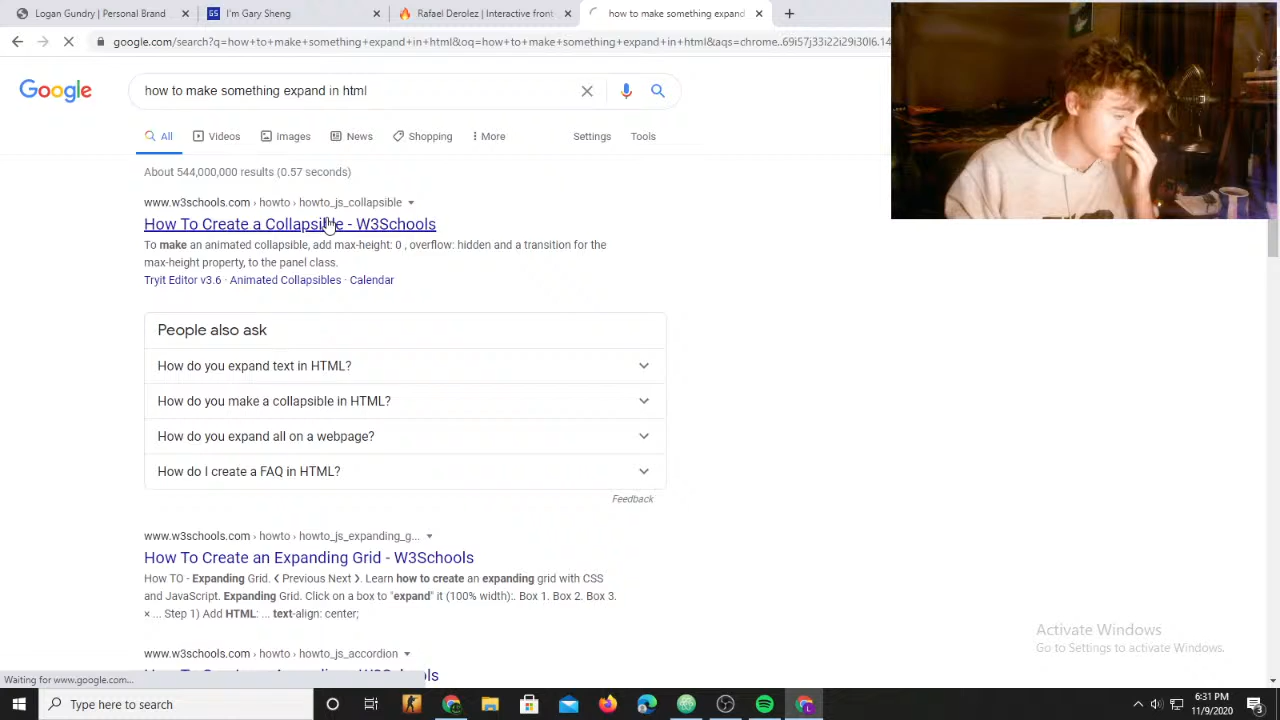 Logan Gundry | Personal Brand
I'm Gary Sheng
Rafael Derolez | Interactive front
how to make something expand
google.com/search?q=how+to+make+something+expand+in+html&oq=how+to+make+something+expand+in+html&aqs=chrome..69i57j33i22i29i30l6.14
Google
how to make something expand in html
All
Videos
Images
News
Shopping
More
Settings
Tools
About 544,000,000 results (0.57 seconds)
www.w3schools.com › howto › howto_js_collapsible
How To Create a Collapsible - W3Schools
To make an animated collapsible, add max-height: 0 , overflow: hidden and a transition for the
max-height property, to the panel class.
Tryit Editor v3.6 · Animated Collapsibles · Calendar
People also ask
How do you expand text in HTML?
How do you make a collapsible in HTML?
How do you expand all on a webpage?
How do I create a FAQ in HTML?
Feedback
www.w3schools.com › howto › howto_js_expanding_g...
How To Create an Expanding Grid - W3Schools
How TO - Expanding Grid. ❮ Previous Next ❯. Learn how to create an expanding grid with CSS
and JavaScript. Expanding Grid. Click on a box to "expand" it (100% width):. Box 1. Box 2. Box 3.
× ... Step 1) Add HTML: ... text-align: center;
www.w3schools.com › howto › howto_js_accordion
Activate Windows
Go to Settings to activate Windows.
Waiting for www.google.com...
Type here to search
6:31 PM
11/9/2020
3